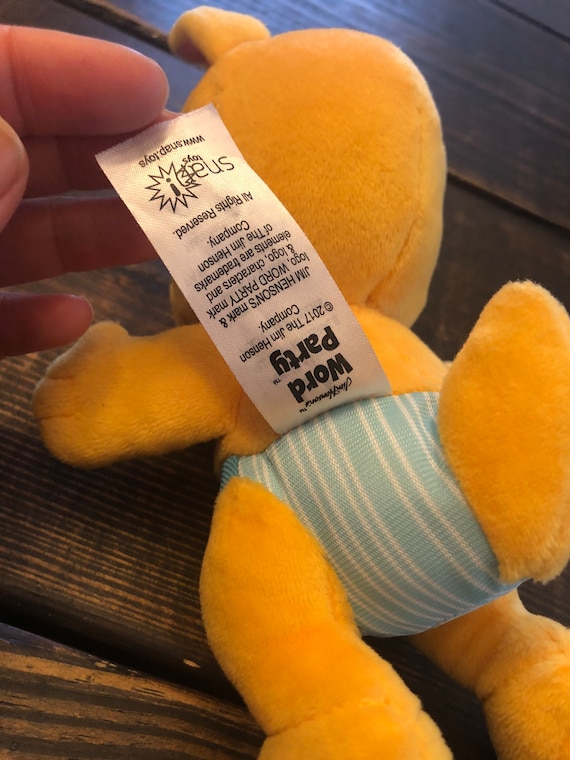 Jim Henson's
Word
Party™
© 2017 The Jim Henson
Company.
JIM HENSON'S mark &
logo, WORD PARTY mark
& logo, characters and
elements are trademarks
of The Jim Henson
Company.
All Rights Reserved
snap
toys
www.snap.toys